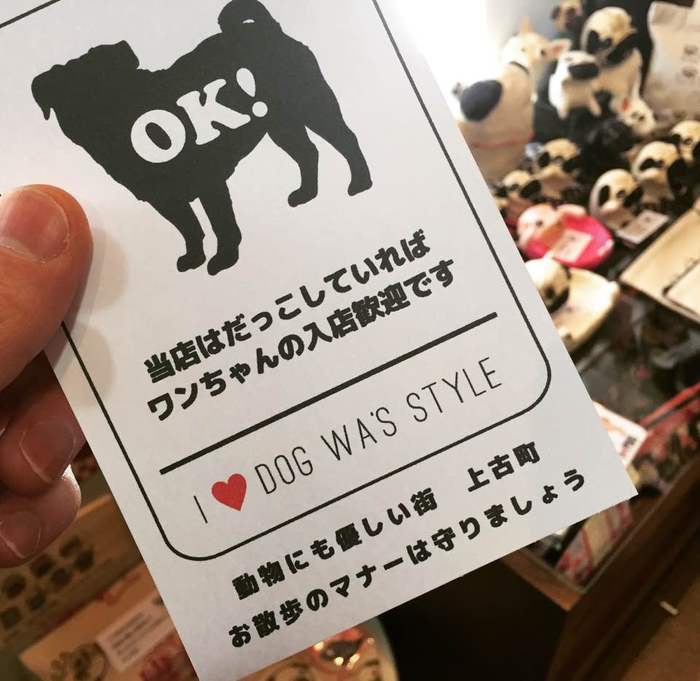 OK!
当店はだっこしていれば
ワンちゃんの入店歓迎です
I ♥ DOG WA'S STYLE
動物にも優しい街 上古町
お散歩のマナーは守りましょう